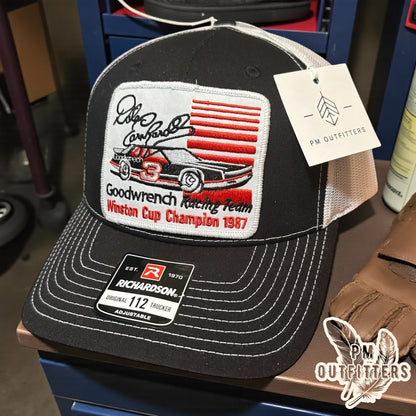 PM OUTFITTERS
Dale Earnhardt
3
Goodwrench Racing Team
Winston Cup Champion 1987
EST. 1970
R
RICHARDSON®
ORIGINAL 112 TRUCKER
ADJUSTABLE
PM
OUTFITTERS